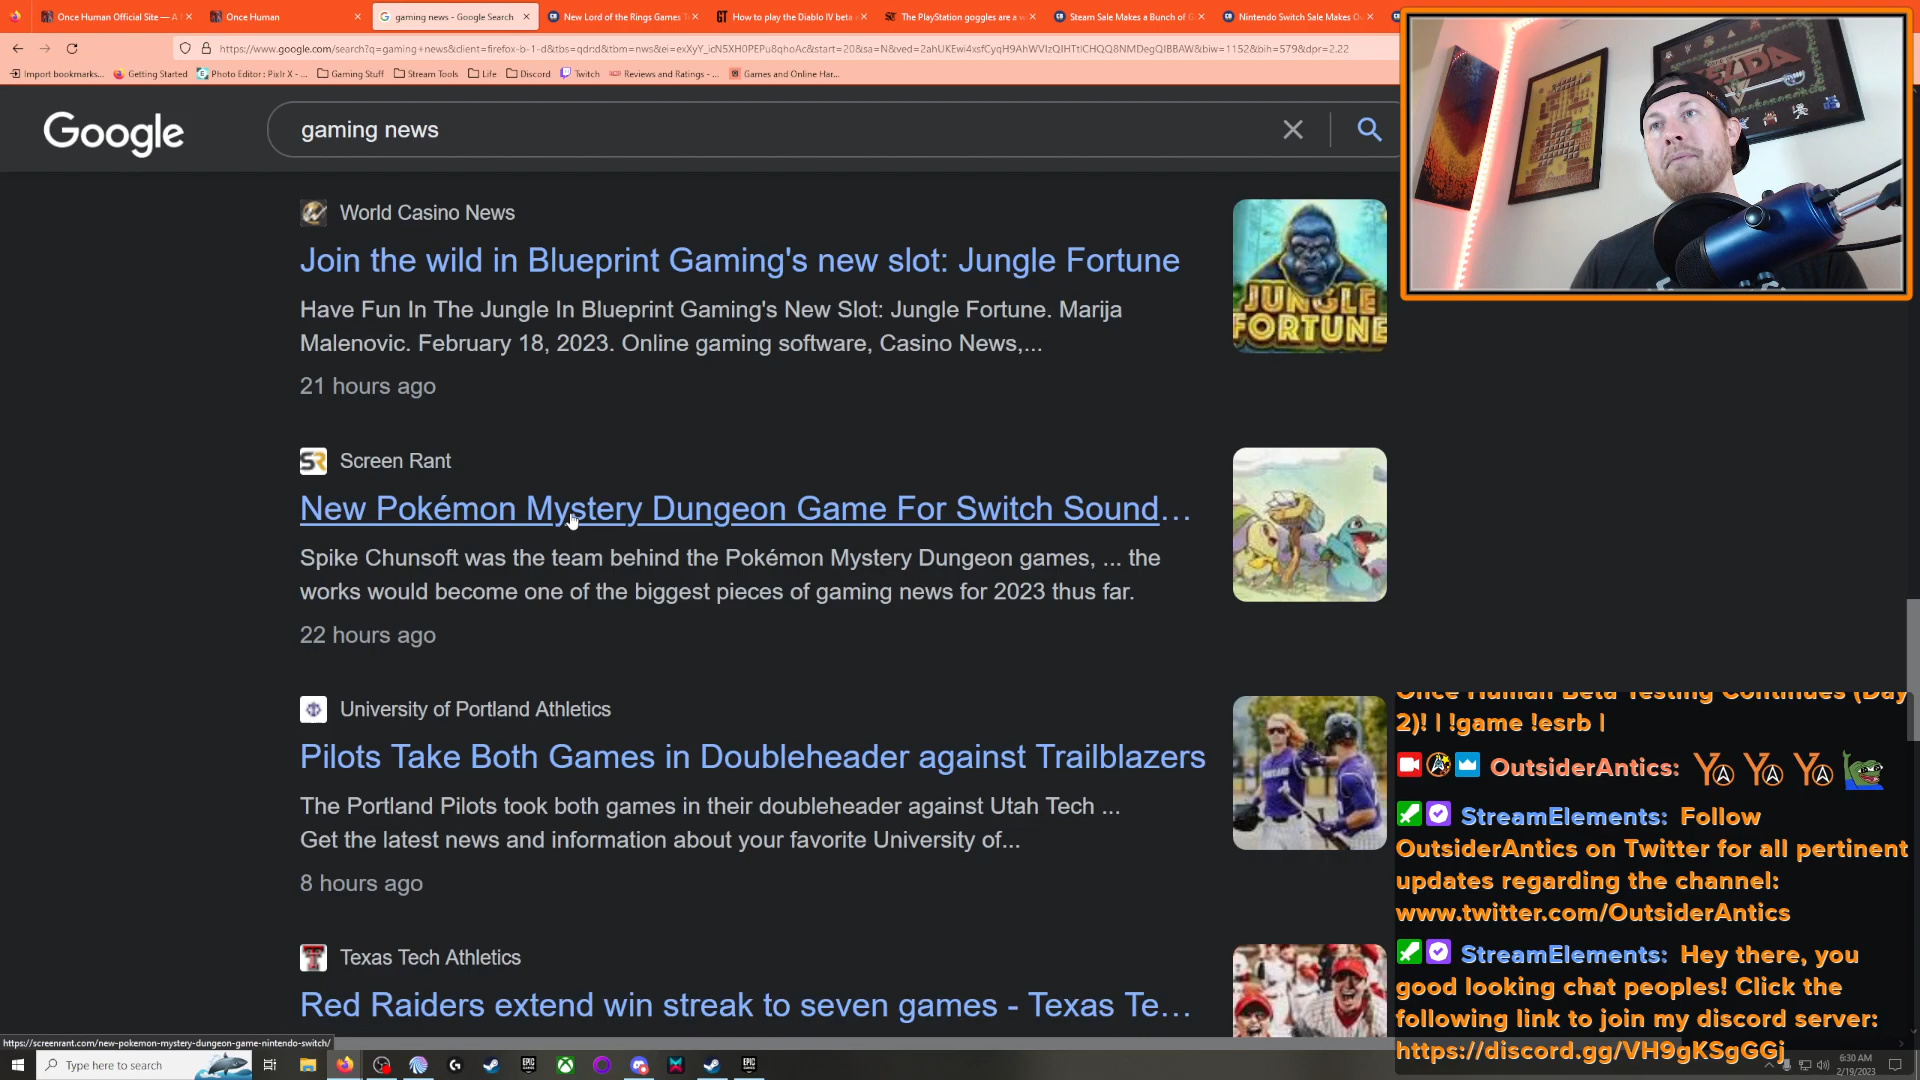 Once Human Official Site — A
Once Human
gaming news - Google Search
New Lord of the Rings Games
How to play the Diablo IV beta
The PlayStation goggles are a
Steam Sale Makes a Bunch of
Nintendo Switch Sale Makes
Import bookmarks...
Getting Started
Photo Editor : Pixlr X - ...
Gaming Stuff
Stream Tools
Life
Discord
Twitch
Reviews and Ratings - ...
Games and Online Har...
Google
gaming news
World Casino News
Join the wild in Blueprint Gaming's new slot: Jungle Fortune
Have Fun In The Jungle In Blueprint Gaming's New Slot: Jungle Fortune. Marija
Malenovic. February 18, 2023. Online gaming software, Casino News,...
21 hours ago
JUNGLE
FORTUNE
SR
Screen Rant
New Pokémon Mystery Dungeon Game For Switch Sound...
Spike Chunsoft was the team behind the Pokémon Mystery Dungeon games, ... the
works would become one of the biggest pieces of gaming news for 2023 thus far.
22 hours ago
University of Portland Athletics
Pilots Take Both Games in Doubleheader against Trailblazers
The Portland Pilots took both games in their doubleheader against Utah Tech ...
Get the latest news and information about your favorite University of...
8 hours ago
Texas Tech Athletics
Red Raiders extend win streak to seven games - Texas Te...
https://screenrant.com/new-pokemon-mystery-dungeon-game-nintendo-switch/
ZELDA
Once Human Beta Testing Continues (Day
2)! | !game !esrb |
OutsiderAntics:
StreamElements: Follow
OutsiderAntics on Twitter for all pertinent
updates regarding the channel:
www.twitter.com/OutsiderAntics
StreamElements: Hey there, you
good looking chat peoples! Click the
following link to join my discord server:
https://discord.gg/VH9gKSgGGj
Type here to search
6:30 AM
2/19/2023